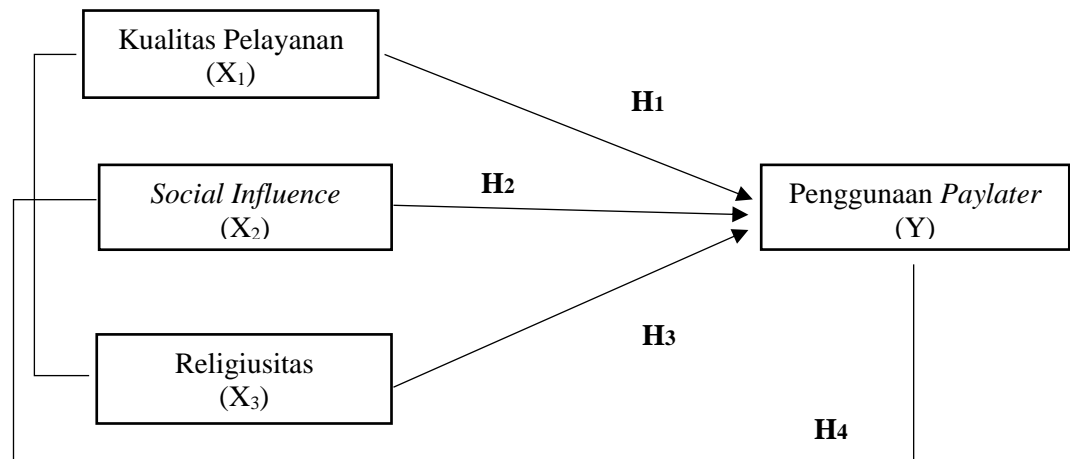 Kualitas Pelayanan
(X₁)
H1
Social Influence
(X₂)
H2
Penggunaan Paylater
(Y)
Religiusitas
(X₃)
H3
H4